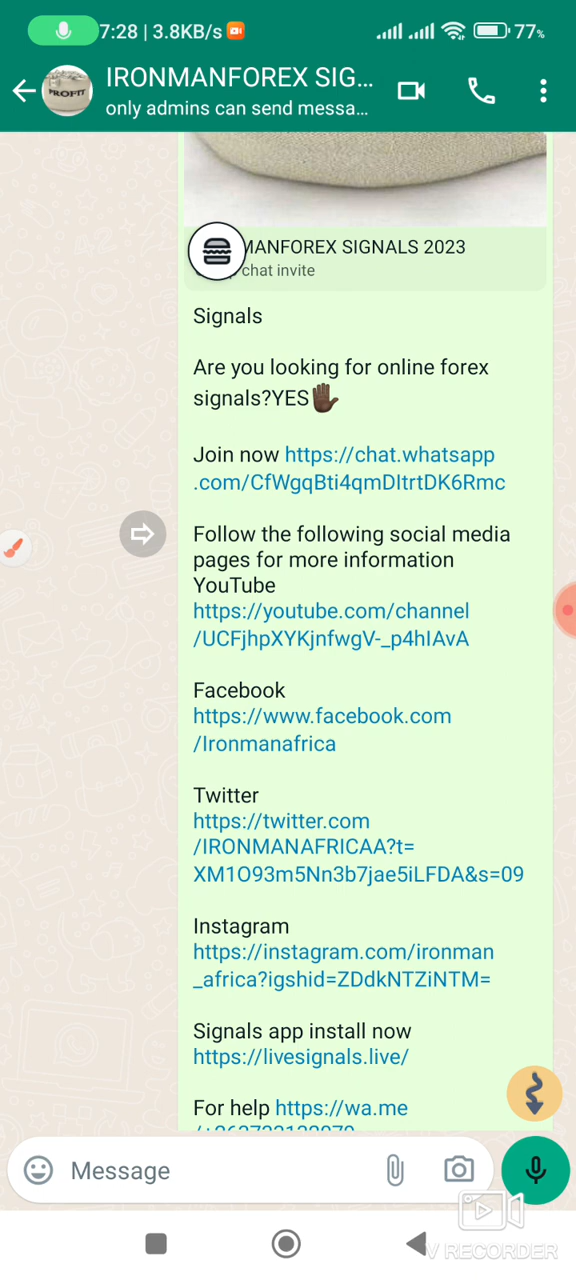 7:28 | 3.8KB/s
77%
IRONMANFOREX SIG...
only admins can send messa...
PROFIT
MANFOREX SIGNALS 2023
chat invite
Signals
Are you looking for online forex
signals?YES🖐🏿
Join now https://chat.whatsapp
.com/CfWgqBti4qmDItrtDK6Rmc
Follow the following social media
pages for more information
YouTube
https://youtube.com/channel
/UCFjhpXYKjnfwgV-_p4hIAvA
Facebook
https://www.facebook.com
/Ironmanafrica
Twitter
https://twitter.com
/IRONMANAFRICAA?t=
XM1O93m5Nn3b7jae5iLFDA&s=09
Instagram
https://instagram.com/ironman
_africa?igshid=ZDdkNTZiNTM=
Signals app install now
https://livesignals.live/
For help https://wa.me
Message
V RECORDER